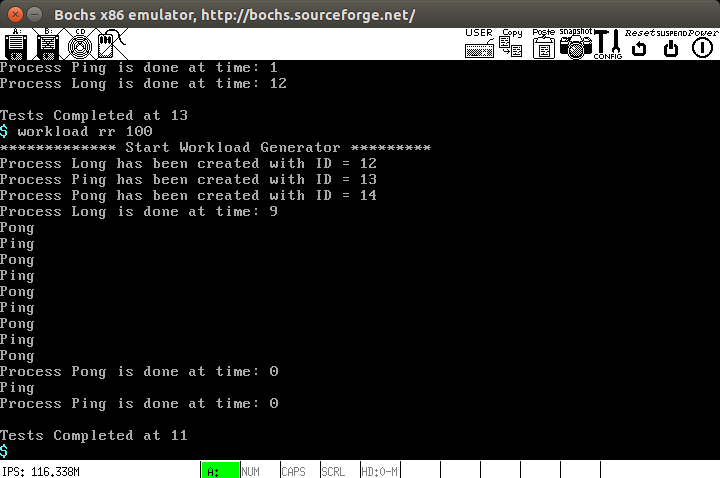 Bochs x86 emulator, http://bochs.sourceforge.net/
A: B: CD USER Copy Paste snapshot CONFIG Reset SUSPEND Power
Process Ping is done at time: 1
Process Long is done at time: 12
Tests Completed at 13
$ workload rr 100
************* Start Workload Generator *********
Process Long has been created with ID = 12
Process Ping has been created with ID = 13
Process Pong has been created with ID = 14
Process Long is done at time: 9
Pong
Ping
Pong
Ping
Pong
Ping
Pong
Ping
Pong
Process Pong is done at time: 0
Ping
Process Ping is done at time: 0
Tests Completed at 11
$
IPS: 116.338M A: NUM CAPS SCRL HD:0-M